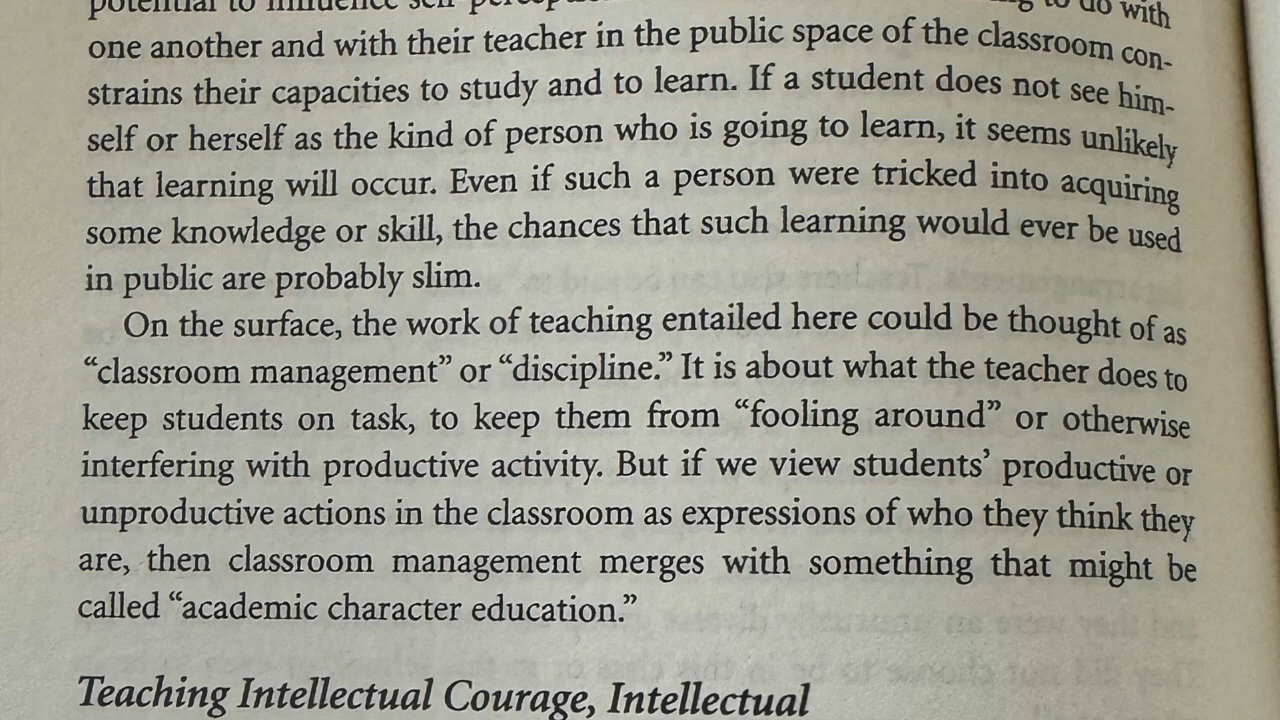 potential to influence self-
to do with
one another and with their teacher in the public space of the classroom con-
strains their capacities to study and to learn. If a student does not see him-
self or herself as the kind of person who is going to learn, it seems unlikely
that learning will occur. Even if such a person were tricked into acquiring
some knowledge or skill, the chances that such learning would ever be used
in public are probably slim.
On the surface, the work of teaching entailed here could be thought of as
“classroom management” or “discipline.” It is about what the teacher does to
keep students on task, to keep them from “fooling around” or otherwise
interfering with productive activity. But if we view students’ productive or
unproductive actions in the classroom as expressions of who they think they
are, then classroom management merges with something that might be
called “academic character education.”
Teaching Intellectual Courage, Intellectual